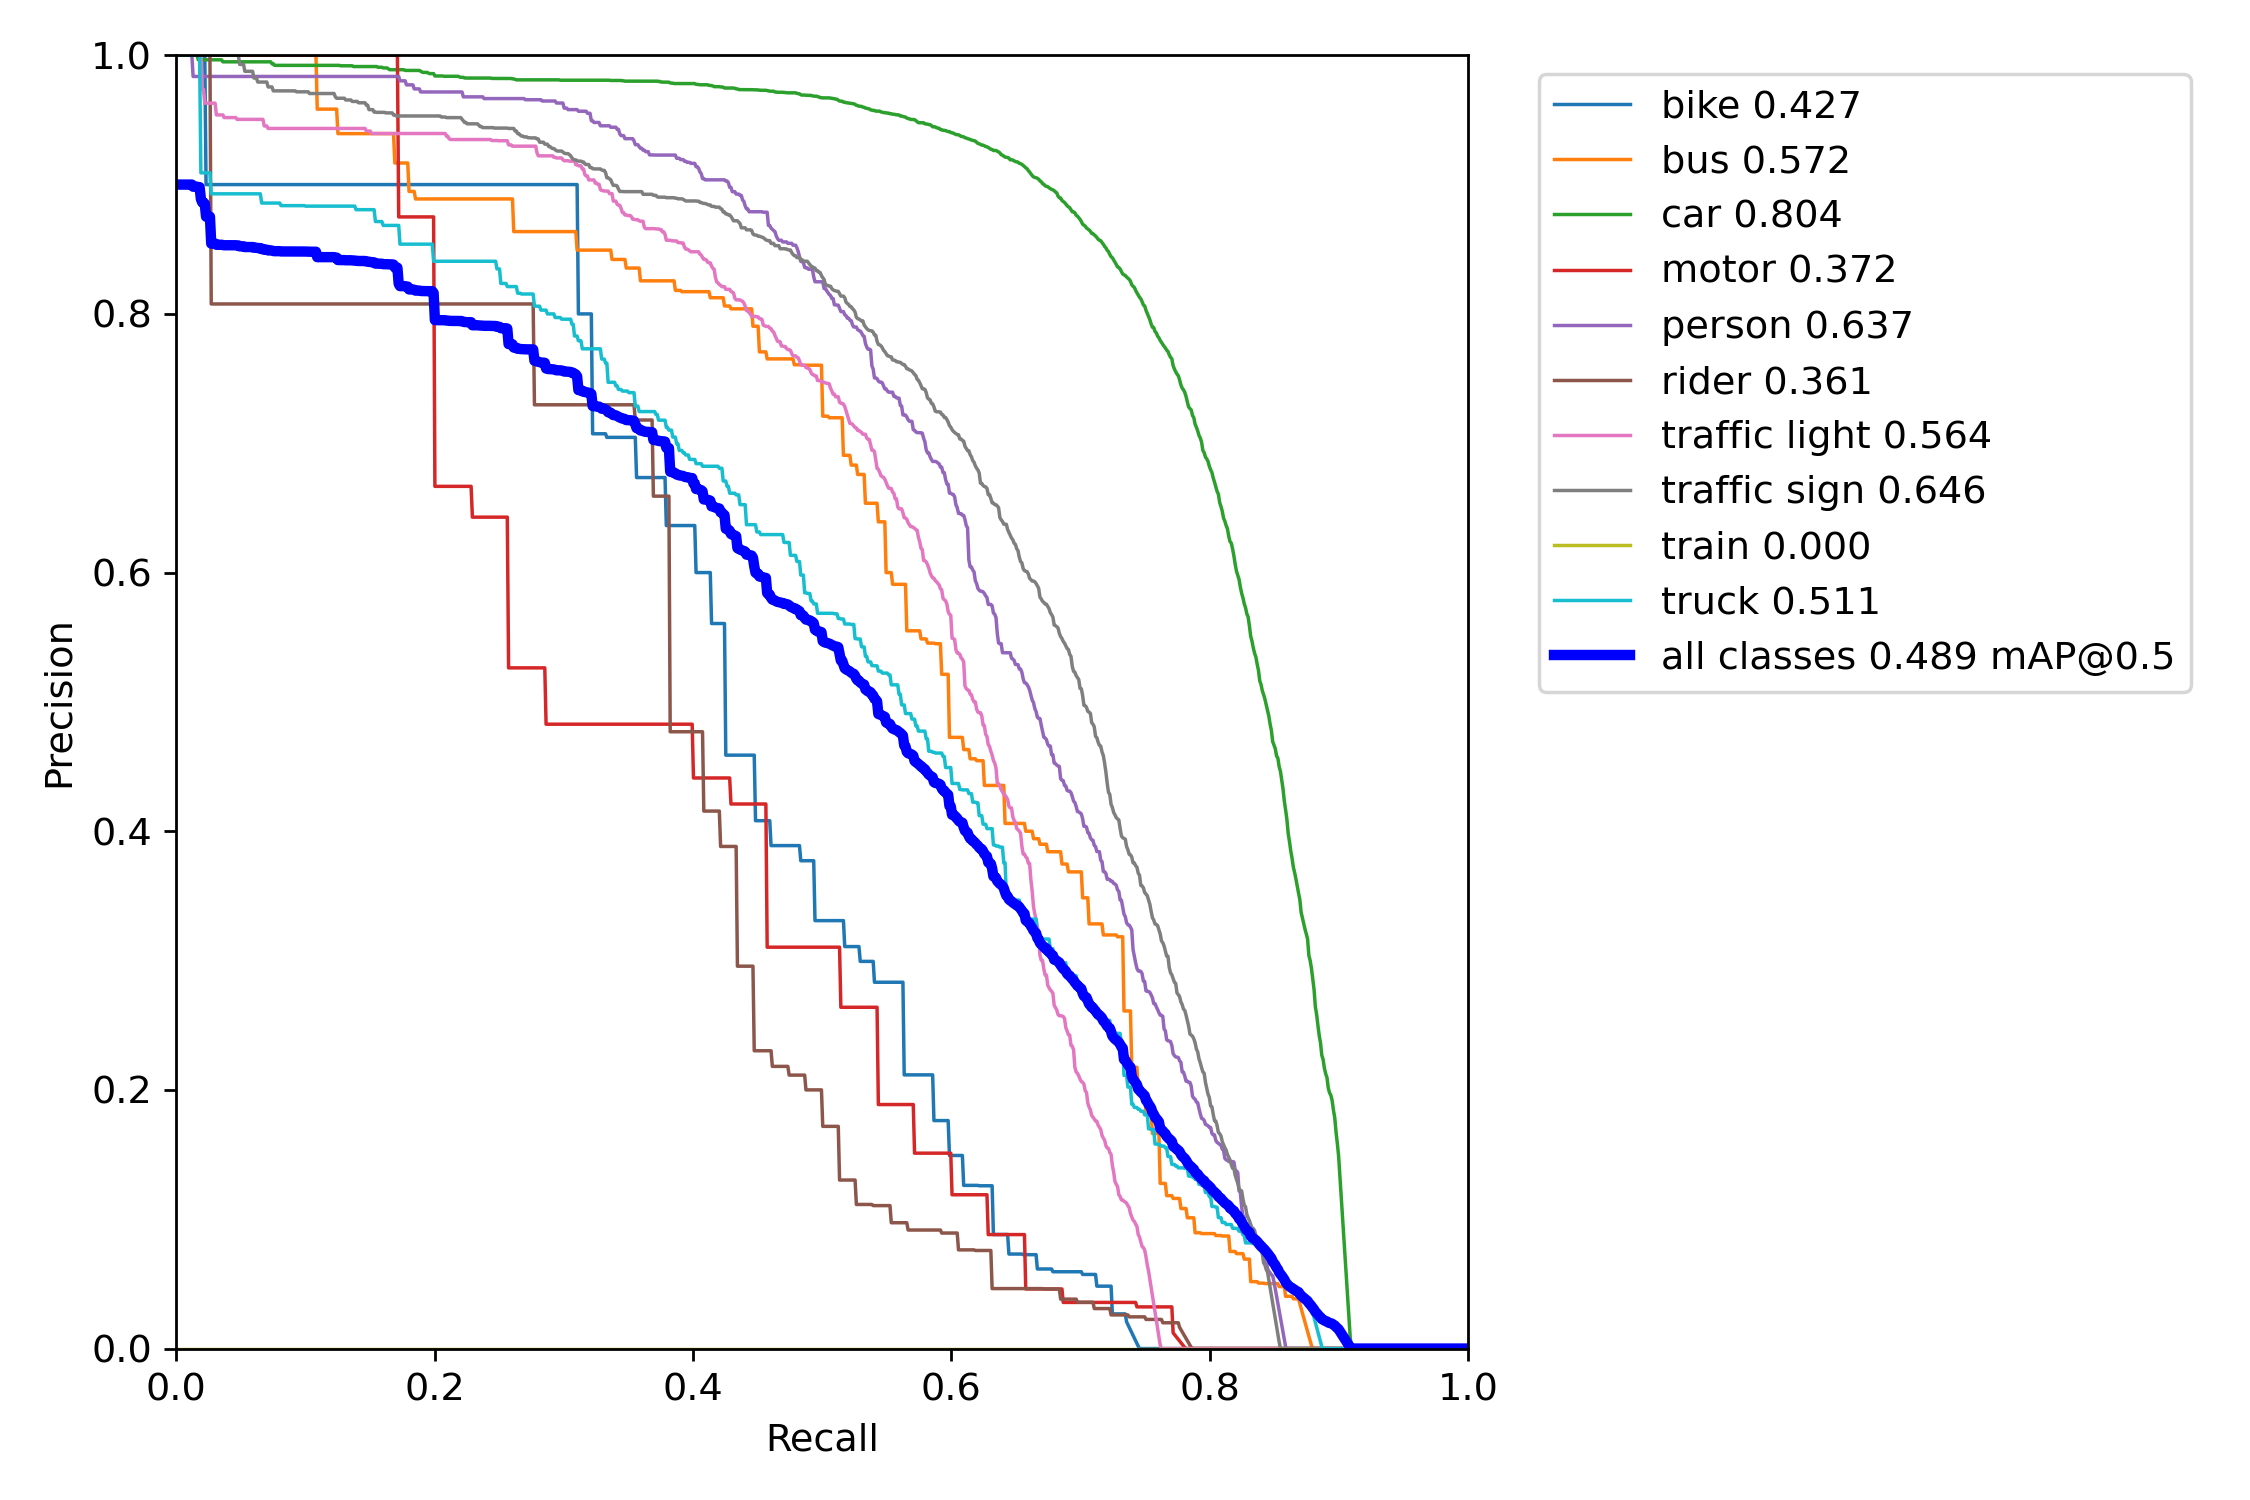 1.0
0.8
0.6
0.4
0.2
0.0
Precision
0.0 0.2 0.4 0.6 0.8 1.0
Recall
bike 0.427
bus 0.572
car 0.804
motor 0.372
person 0.637
rider 0.361
traffic light 0.564
traffic sign 0.646
train 0.000
truck 0.511
all classes 0.489 mAP@0.5